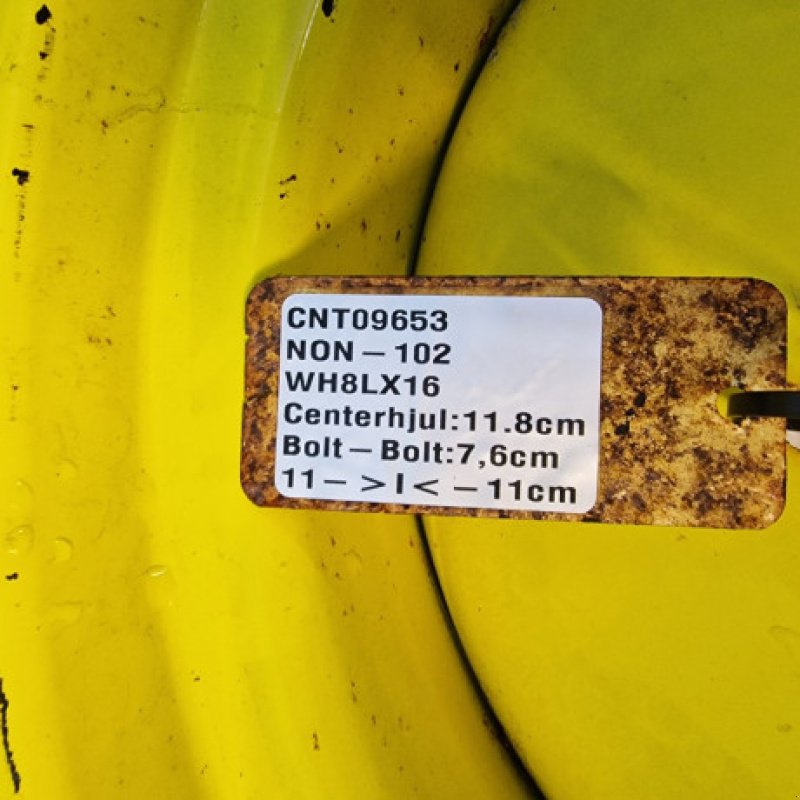 CNT09653
NON - 102
WH8LX16
Centerhjul:11.8cm
Bolt - Bolt:7,6cm
11 - > I < - 11cm